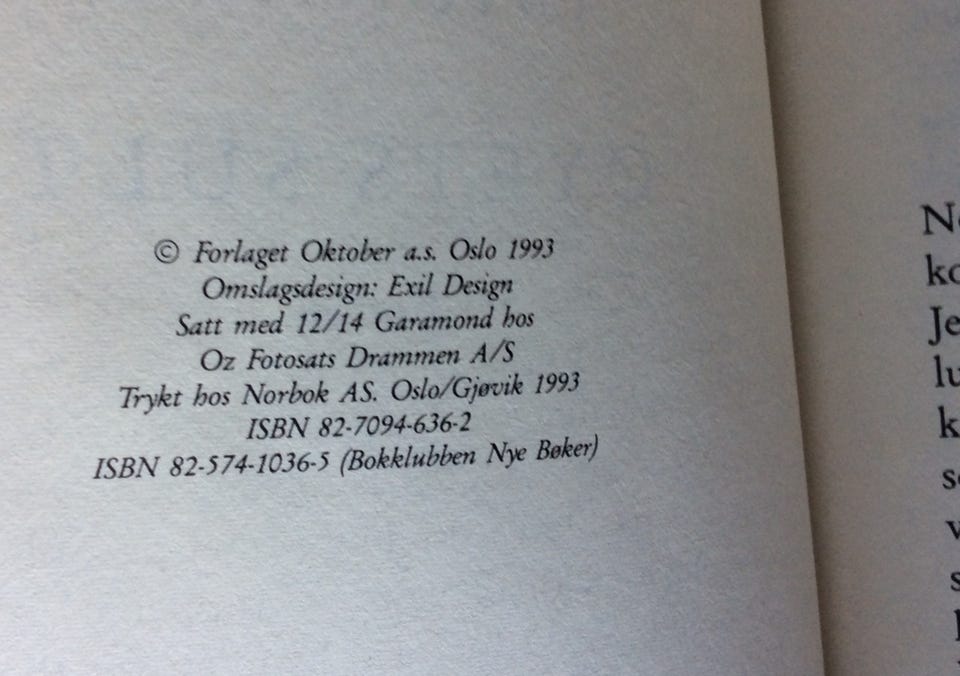 © Forlaget Oktober a.s. Oslo 1993
Omslagsdesign: Exil Design
Satt med 12/14 Garamond hos
Oz Fotosats Drammen A/S
Trykt hos Norbok AS. Oslo/Gjøvik 1993
ISBN 82-7094-636-2
ISBN 82-574-1036-5 (Bokklubben Nye Bøker)